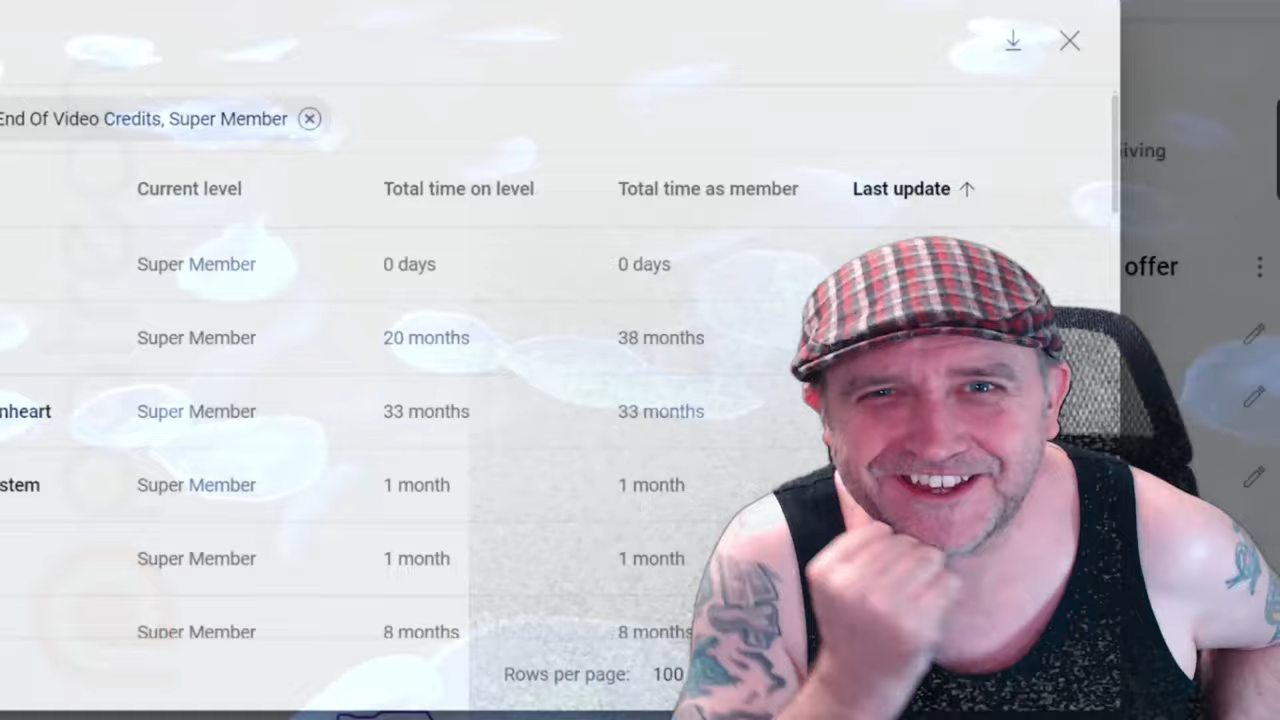 End Of Video Credits, Super Member
iving
Current level Total time on level Total time as member Last update
Super Member 0 days 0 days
offer
Super Member 20 months 38 months
nheart Super Member 33 months 33 months
stem Super Member 1 month 1 month
Super Member 1 month 1 month
Super Member 8 months 8 months
Rows per page: 100